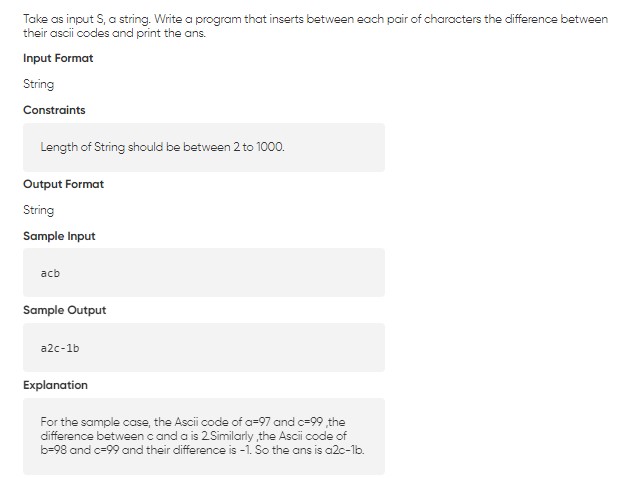 Take as input S, a string. Write a program that inserts between each pair of characters the difference between
their ascii codes and print the ans.
Input Format
String
Constraints
Length of String should be between 2 to 1000.
Output Format
String
Sample Input
acb
Sample Output
a2c-1b
Explanation
For the sample case, the Ascii code of a=97 and c=99 ,the
difference between c and a is 2.Similarly ,the Ascii code of
b=98 and c=99 and their difference is -1. So the ans is a2c-1b.